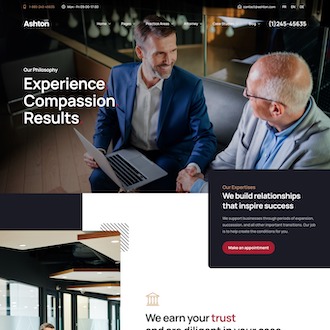 1-800-245-45635
Mon - Fri 09:00-17:00
contact@ashton.com
FR
EN
DE
Ashton
Home
Pages
Practice Areas
Attorney
Case Studies
Blog
(1)245-45635
Our Philosophy
Experience
Compassion
Results
Our Expertises
We build relationships
that inspire success
We support businesses through periods of expansion,
succession, and all other important transitions. Our job
is to help create the conditions for you.
Make an appointment
We earn your trust
and are diligent in your case